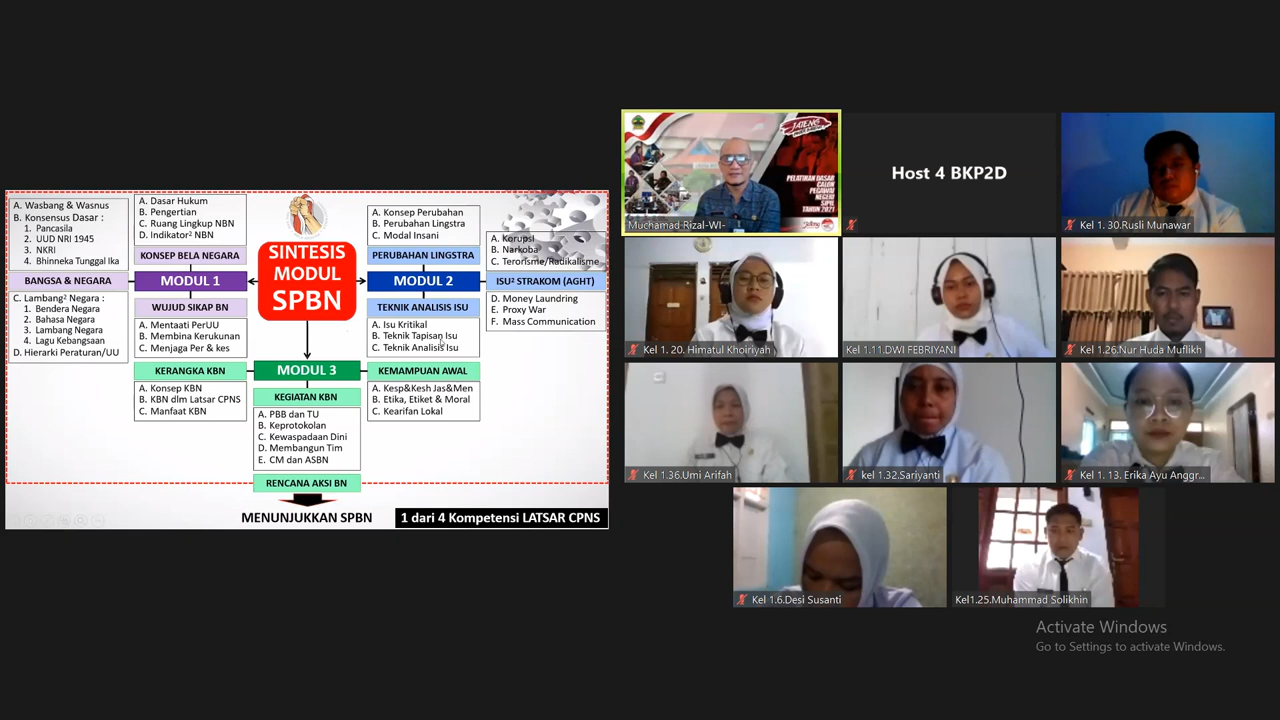 A. Wasbang & Wasnus
B. Konsensus Dasar :
1. Pancasila
2. UUD NRI 1945
3. NKRI
4. Bhinneka Tunggal Ika
BANGSA & NEGARA
C. Lambang² Negara :
1. Bendera Negara
2. Bahasa Negara
3. Lambang Negara
4. Lagu Kebangsaan
D. Hierarki Peraturan/UU
A. Dasar Hukum
B. Pengertian
C. Ruang Lingkup NBN
D. Indikator² NBN
KONSEP BELA NEGARA
MODUL 1
WUJUD SIKAP BN
A. Mentaati PerUU
B. Membina Kerukunan
C. Menjaga Per & kes
SINTESIS
MODUL
SPBN
A. Konsep Perubahan
B. Perubahan Lingstra
C. Modal Insani
PERUBAHAN LINGSTRA
MODUL 2
TEKNIK ANALISIS ISU
A. Isu Kritikal
B. Teknik Tapisan Isu
C. Teknik Analisis Isu
A. Korupsi
B. Narkoba
C. Terorisme/Radikalisme
ISU² STRAKOM (AGHT)
D. Money Laundring
E. Proxy War
F. Mass Communication
KERANGKA KBN
A. Konsep KBN
B. KBN dlm Latsar CPNS
C. Manfaat KBN
MODUL 3
KEGIATAN KBN
A. PBB dan TU
B. Keprotokolan
C. Kewaspadaan Dini
D. Membangun Tim
E. CM dan ASBN
RENCANA AKSI BN
KEMAMPUAN AWAL
A. Kesp&Kesh Jas&Men
B. Etika, Etiket & Moral
C. Kearifan Lokal
MENUNJUKKAN SPBN
1 dari 4 Kompetensi LATSAR CPNS
JATENG
PELATIHAN DASAR
CALON
PEGAWAI
NEGERI
SIPIL
TAHUN 2021
Muchamad Rizal-WI-
Host 4 BKP2D
Kel 1. 30.Rusli Munawar
Kel 1. 20. Himatul Khoiriyah
Kel 1.11.DWI FEBRIYANI
Kel 1.26.Nur Huda Muflikh
Kel 1.36.Umi Arifah
kel 1.32.Sariyanti
Kel 1. 13. Erika Ayu Anggr...
Kel 1.6.Desi Susanti
Kel1.25.Muhammad Solikhin
Activate Windows
Go to Settings to activate Windows.